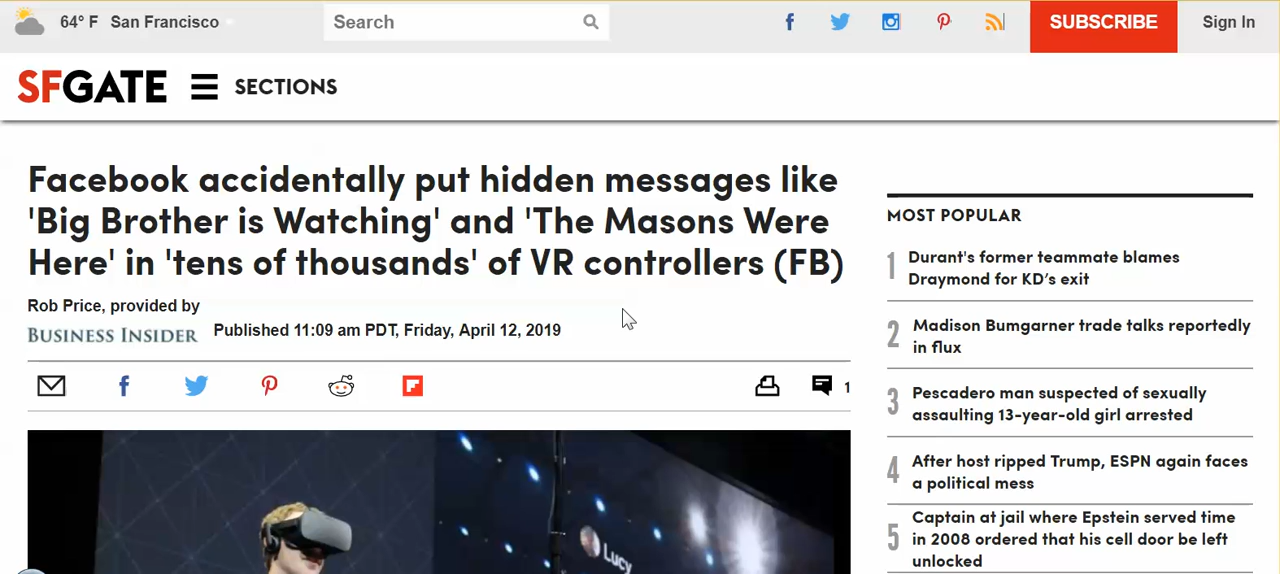 64° F San Francisco
Search
SUBSCRIBE
Sign In
SFGATE
SECTIONS
Facebook accidentally put hidden messages like
'Big Brother is Watching' and 'The Masons Were
Here' in 'tens of thousands' of VR controllers (FB)
Rob Price, provided by
BUSINESS INSIDER
Published 11:09 am PDT, Friday, April 12, 2019
1
Lucy
MOST POPULAR
1 Durant's former teammate blames
Draymond for KD’s exit
2 Madison Bumgarner trade talks reportedly
in flux
3 Pescadero man suspected of sexually
assaulting 13-year-old girl arrested
4 After host ripped Trump, ESPN again faces
a political mess
5 Captain at jail where Epstein served time
in 2008 ordered that his cell door be left
unlocked